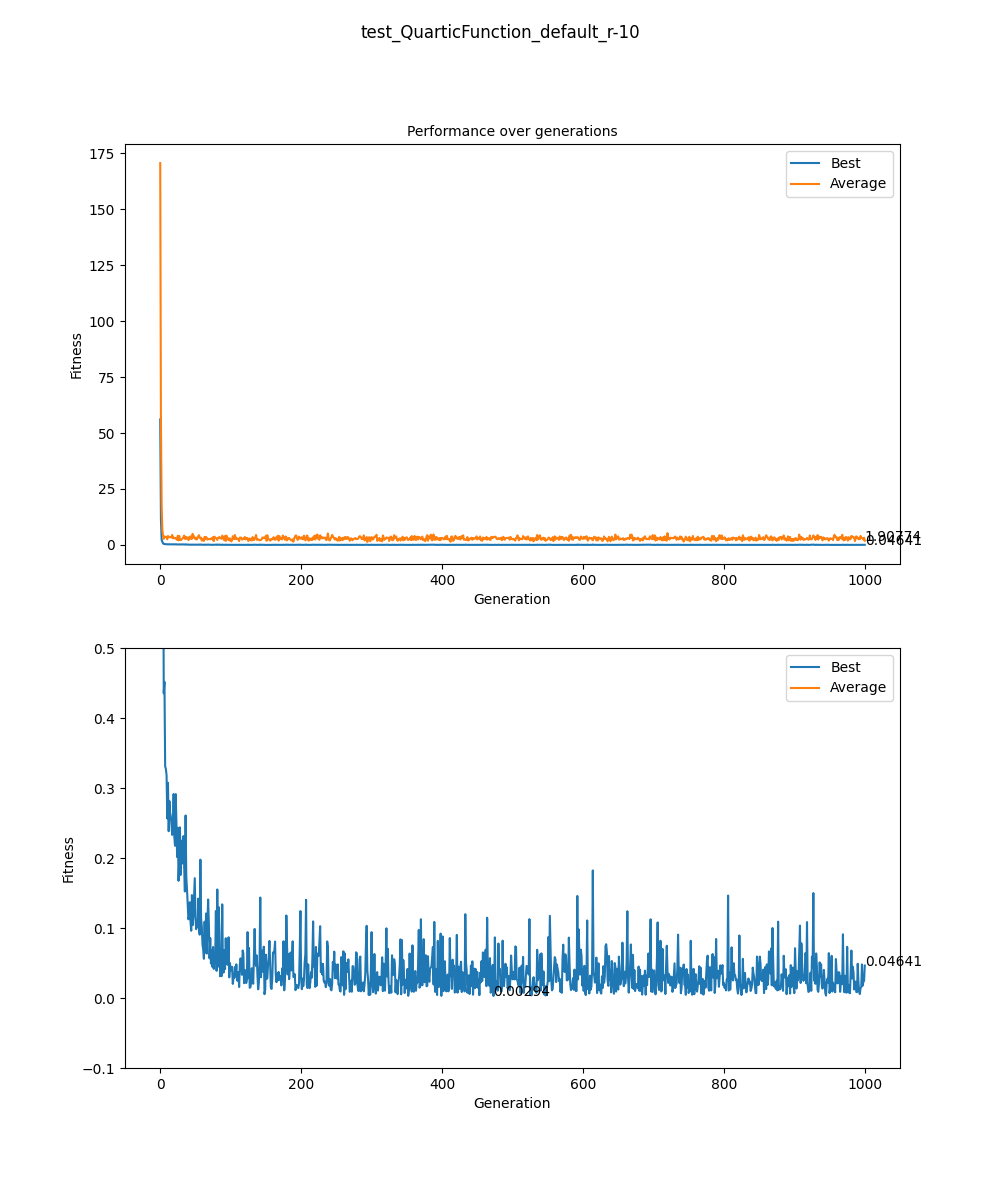 test_QuarticFunction_default_r-10
Performance over generations
175
150
125
100
75
50
25
0
Fitness
Best
Average
1.90774
0.04641
0 200 400 600 800 1000
Generation
0.5
0.4
0.3
0.2
0.1
0.0
−0.1
Fitness
Best
Average
0.04641
0.00294
0 200 400 600 800 1000
Generation